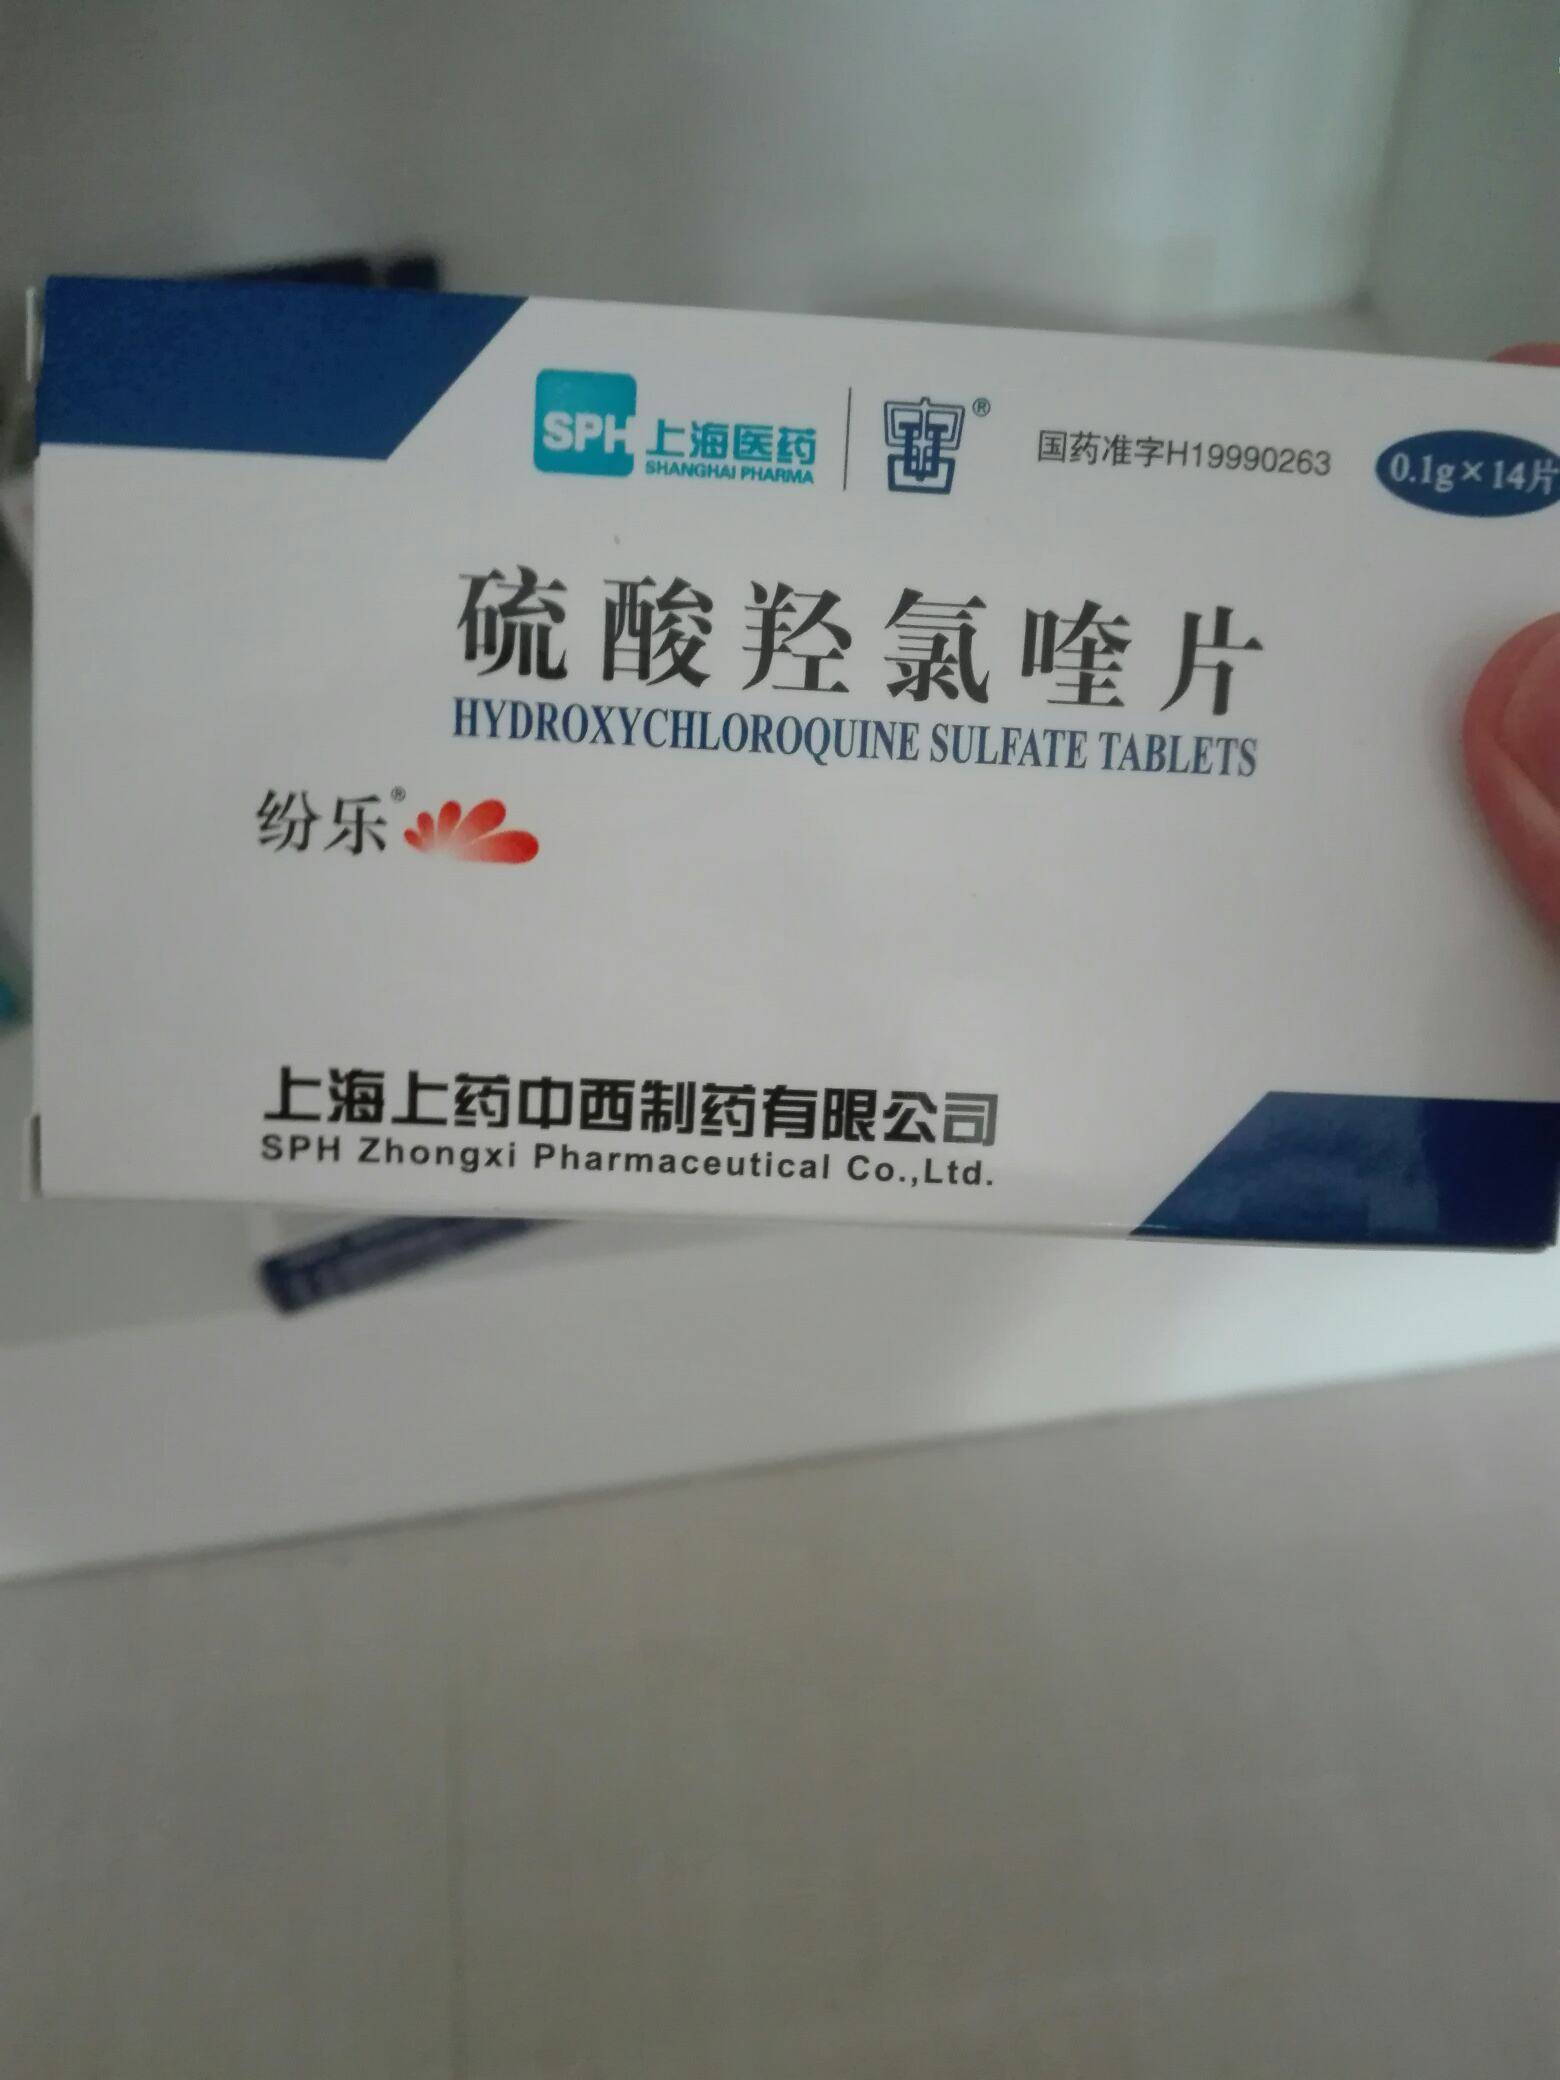 SPH 上海医药
SHANGHAI PHARMA
®
国药准字H19990263
0.1g×14片
硫酸羟氯喹片
HYDROXYCHLOROQUINE SULFATE TABLETS
纷乐®
上海上药中西制药有限公司
SPH Zhongxi Pharmaceutical Co.,Ltd.